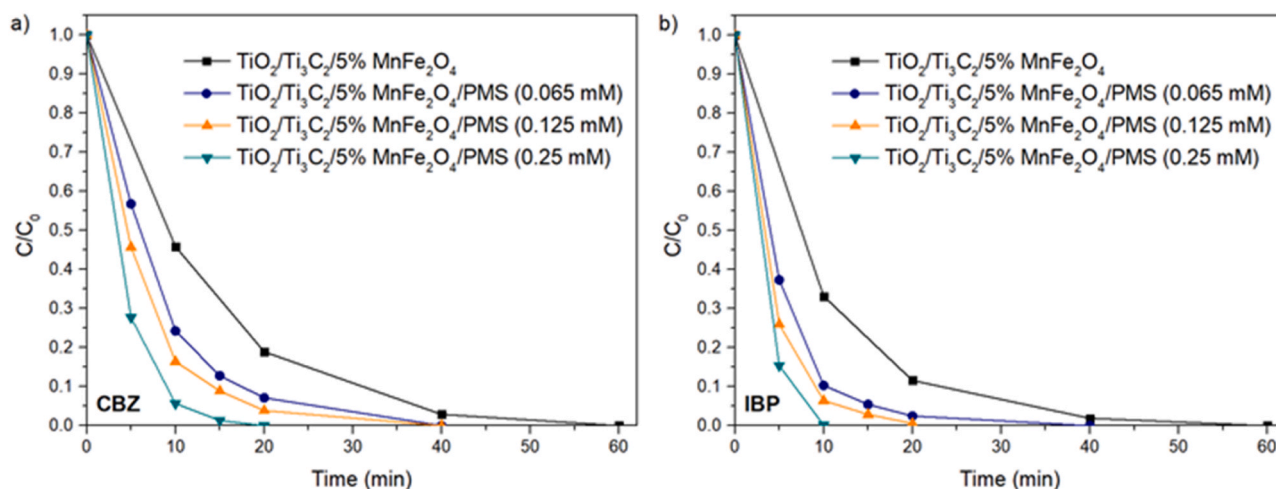 a)
C/C0
1.0
0.9
0.8
0.7
0.6
0.5
0.4
0.3
0.2
0.1
0.0
TiO2/Ti3C2/5% MnFe2O4
TiO2/Ti3C2/5% MnFe2O4/PMS (0.065 mM)
TiO2/Ti3C2/5% MnFe2O4/PMS (0.125 mM)
TiO2/Ti3C2/5% MnFe2O4/PMS (0.25 mM)
CBZ
0 10 20 30 40 50 60
Time (min)
b)
C/C0
1.0
0.9
0.8
0.7
0.6
0.5
0.4
0.3
0.2
0.1
0.0
TiO2/Ti3C2/5% MnFe2O4
TiO2/Ti3C2/5% MnFe2O4/PMS (0.065 mM)
TiO2/Ti3C2/5% MnFe2O4/PMS (0.125 mM)
TiO2/Ti3C2/5% MnFe2O4/PMS (0.25 mM)
IBP
0 10 20 30 40 50 60
Time (min)